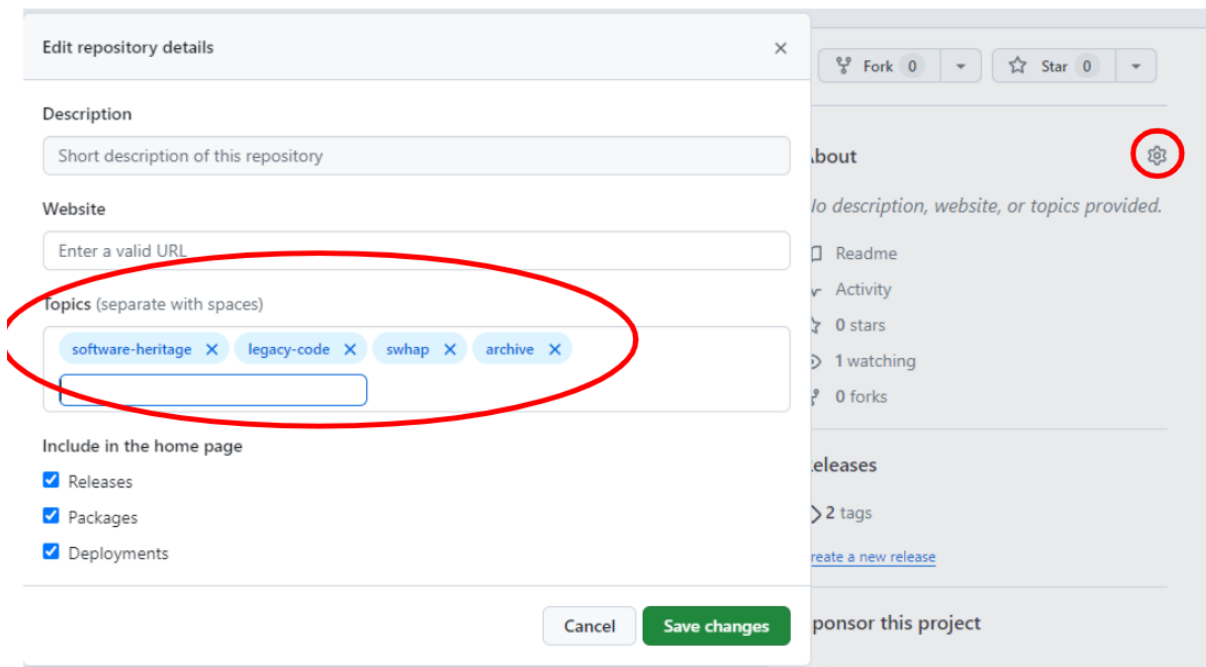 Edit repository details
Description
Short description of this repository
Website
Enter a valid URL
Topics (separate with spaces)
software-heritage
legacy-code
swhap
archive
Include in the home page
Releases
Packages
Deployments
Cancel
Save changes
Fork 0
Star 0
bout
lo description, website, or topics provided.
Readme
Activity
0 stars
1 watching
0 forks
eleases
2 tags
reate a new release
ponsor this project